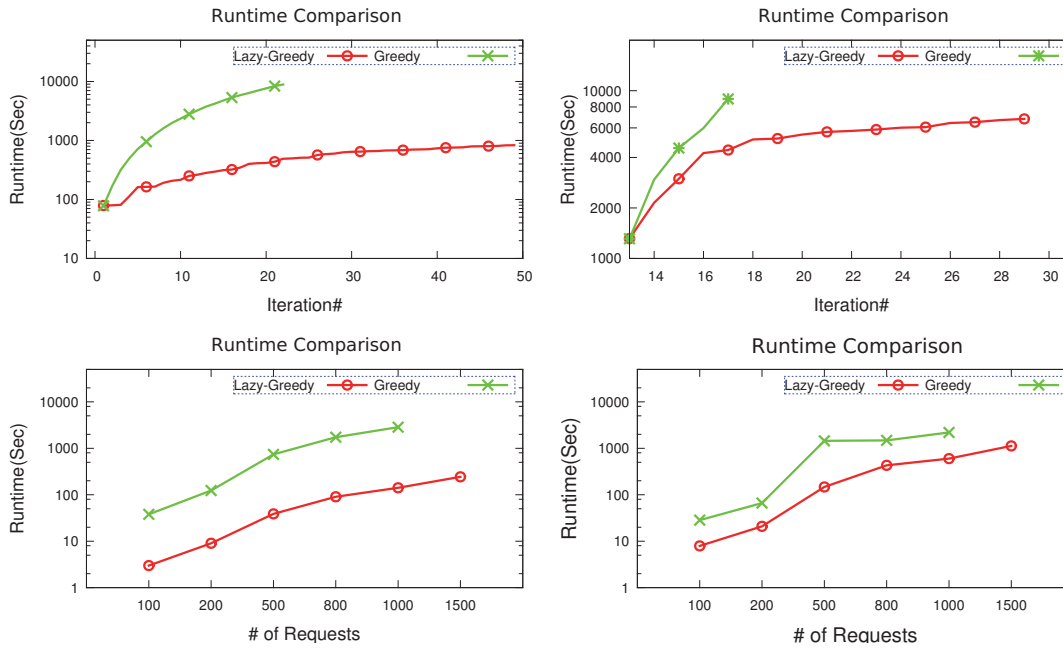 Runtime Comparison
Lazy-Greedy Greedy
10000
1000
100
10
Runtime(Sec)
0 10 20 30 40 50
Iteration#
Runtime Comparison
Lazy-Greedy Greedy
10000
8000
6000
4000
2000
1000
Runtime(Sec)
14 16 18 20 22 24 26 28 30
Iteration#
Runtime Comparison
Lazy-Greedy Greedy
10000
1000
100
10
1
Runtime(Sec)
100 200 500 800 1000 1500
# of Requests
Runtime Comparison
Lazy-Greedy Greedy
10000
1000
100
10
1
Runtime(Sec)
100 200 500 800 1000 1500
# of Requests